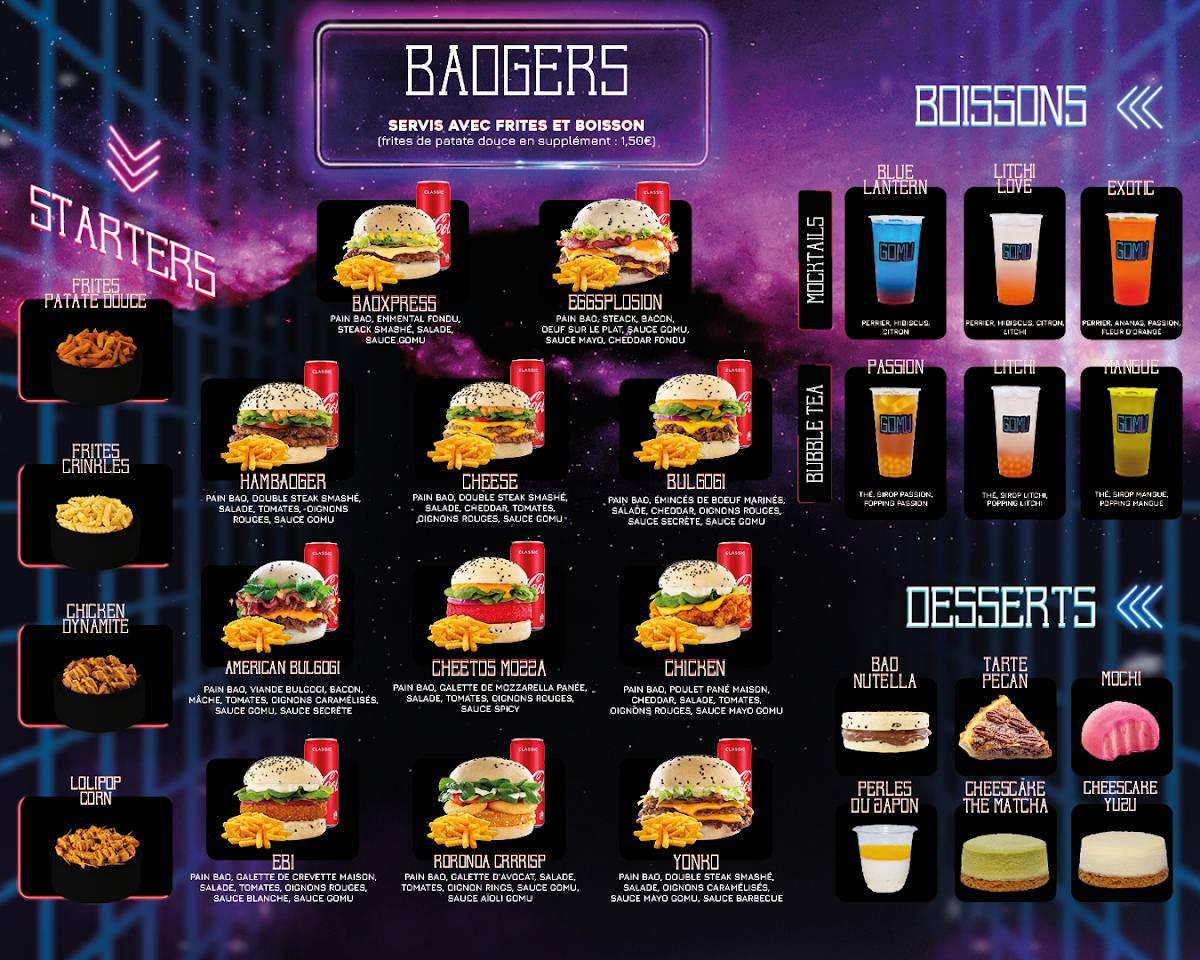 BAOGERS
SERVIS AVEC FRITES ET BOISSON
(frites de patate douce en supplément : 1,50€)
STARTERS
FRITES
PATATE DOUCE
FRITES
CRINKLES
CHICKEN
DYNAMITE
LOLIPOP
CORN
BAOXPRESS
PAIN BAO, EMMENTAL FONDU,
STEACK SMASHÉ, SALADE,
SAUCE GOMU
EGGSPLOSION
PAIN BAO, STEACK, BACON,
OEUF SUR LE PLAT, SAUCE GOMU,
SAUCE MAYO, CHEDDAR FONDU
HAMBAOGER
PAIN BAO, DOUBLE STEAK SMASHÉ,
SALADE, TOMATES, OIGNONS
ROUGES, SAUCE GOMU
CHEESE
PAIN BAO, DOUBLE STEAK SMASHÉ,
SALADE, CHEDDAR, TOMATES,
OIGNONS ROUGES, SAUCE GOMU
BULGOGI
PAIN BAO, ÉMINCÉS DE BOEUF MARINÉS,
SALADE, CHEDDAR, OIGNONS ROUGES,
SAUCE SECRÈTE, SAUCE GOMU
AMERICAN BULGOGI
PAIN BAO, VIANDE BULGOGI, BACON,
MÂCHE, TOMATES, OIGNONS CARAMÉLISÉS,
SAUCE GOMU, SAUCE SECRÈTE
CHEETOS MOZZA
PAIN BAO, GALETTE DE MOZZARELLA PANÉE,
SALADE, TOMATES, OIGNONS ROUGES,
SAUCE SPICY
CHICKEN
PAIN BAO, POULET PANÉ MAISON,
CHEDDAR, SALADE, TOMATES,
OIGNONS ROUGES, SAUCE MAYO GOMU
EBI
PAIN BAO, GALETTE DE CREVETTE MAISON,
SALADE, TOMATES, OIGNONS ROUGES,
SAUCE BLANCHE, SAUCE GOMU
RORONOA CRRRISP
PAIN BAO, GALETTE D'AVOCAT, SALADE,
TOMATES, OIGNON RINGS, SAUCE GOMU,
SAUCE AÏOLI GOMU
YONKO
PAIN BAO, DOUBLE STEAK SMASHÉ,
SALADE, OIGNONS CARAMÉLISÉS,
SAUCE MAYO GOMU, SAUCE BARBECUE
BOISSONS
MOCKTAILS
BLUE
LANTERN
GOMU
PERRIER, HIBISCUS,
CITRON
LITCHI
LOVE
GOMU
PERRIER, HIBISCUS, CITRON,
LITCHI
EXOTIC
GOMU
PERRIER, ANANAS, PASSION,
FLEUR D'ORANGE
BUBBLE TEA
PASSION
GOMU
THÉ, SIROP PASSION,
POPPING PASSION
LITCHI
GOMU
THÉ, SIROP LITCHI,
POPPING LITCHI
MANGUE
GOMU
THÉ, SIROP MANGUE,
POPPING MANGUE
DESSERTS
BAO
NUTELLA
TARTE
PECAN
MOCHI
PERLES
DU JAPON
CHEESCAKE
THE MATCHA
CHEESCAKE
YUZU